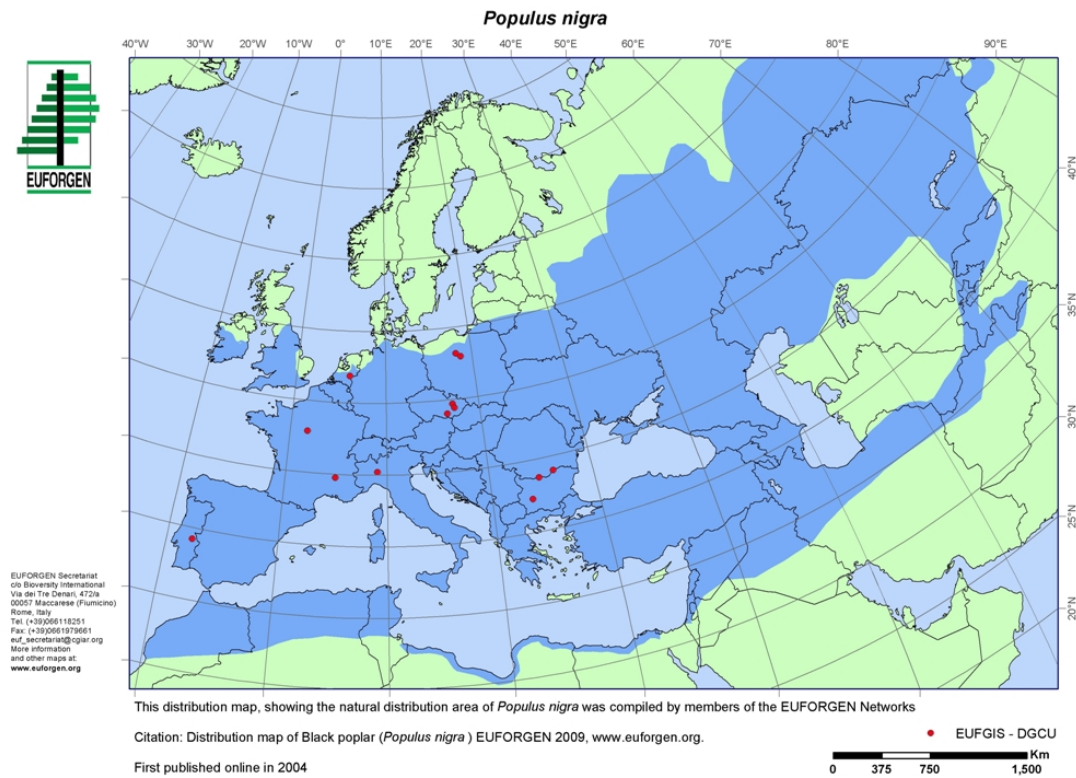 Populus nigra
40°W 30°W 20°W 10°W 0° 10°E 20°E 30°E 40°E 50°E 60°E 70°E 80°E 90°E
EUFORGEN
40°N
35°N
30°N
25°N
20°N
EUFORGEN Secretariat
c/o Bioversity International
Via dei Tre Denari, 472/a
00057 Maccarese (Fiumicino)
Rome, Italy
Tel. (+39)066118251
Fax: (+39)0661979661
euf_secretariat@cgiar.org
More information
and other maps at:
www.euforgen.org
This distribution map, showing the natural distribution area of Populus nigra was compiled by members of the EUFORGEN Networks
Citation: Distribution map of Black poplar (Populus nigra ) EUFORGEN 2009, www.euforgen.org.
EUFGIS - DGCU
First published online in 2004
Km
0 375 750 1,500